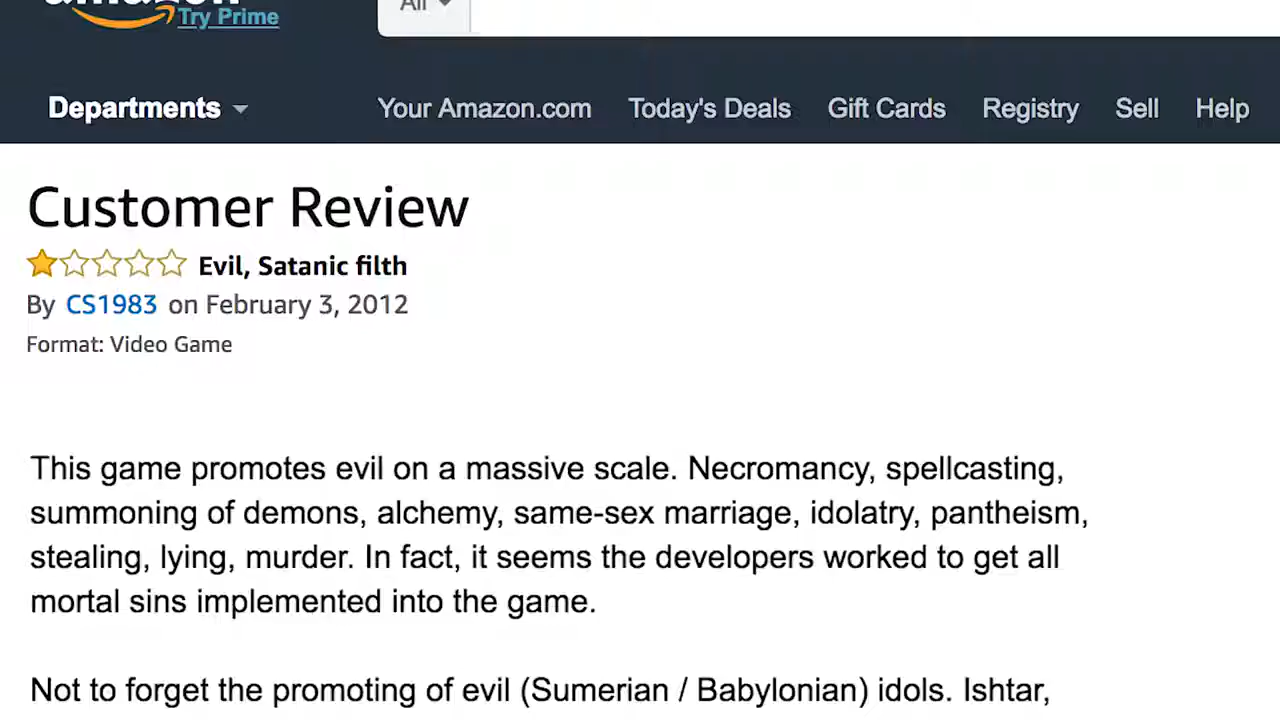 amazon
Try Prime
All
Departments
Your Amazon.com Today's Deals Gift Cards Registry Sell Help
Customer Review
Evil, Satanic filth
By CS1983 on February 3, 2012
Format: Video Game
This game promotes evil on a massive scale. Necromancy, spellcasting,
summoning of demons, alchemy, same-sex marriage, idolatry, pantheism,
stealing, lying, murder. In fact, it seems the developers worked to get all
mortal sins implemented into the game.
Not to forget the promoting of evil (Sumerian / Babylonian) idols. Ishtar,